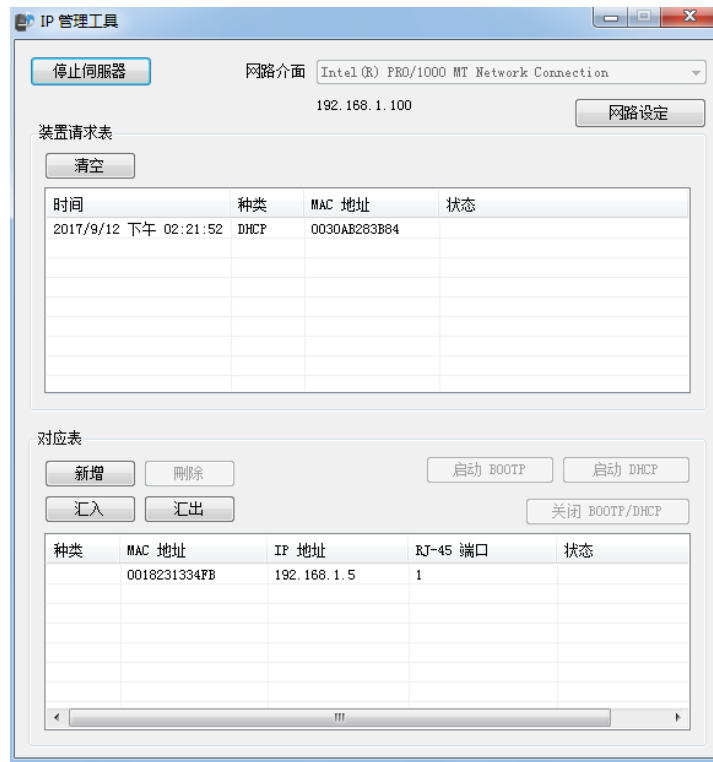 IP 管理工具
停止伺服器 网路介面 Intel(R) PRO/1000 MT Network Connection
192.168.1.100 网路设定
装置请求表
清空
时间 种类 MAC 地址 状态
2017/9/12 下午 02:21:52 DHCP 0030AB283B84
对应表
新增 刪除 启动 BOOTP 启动 DHCP
汇入 汇出 关闭 BOOTP/DHCP
种类 MAC 地址 IP 地址 RJ-45 端口 状态
0018231334FB 192.168.1.5 1